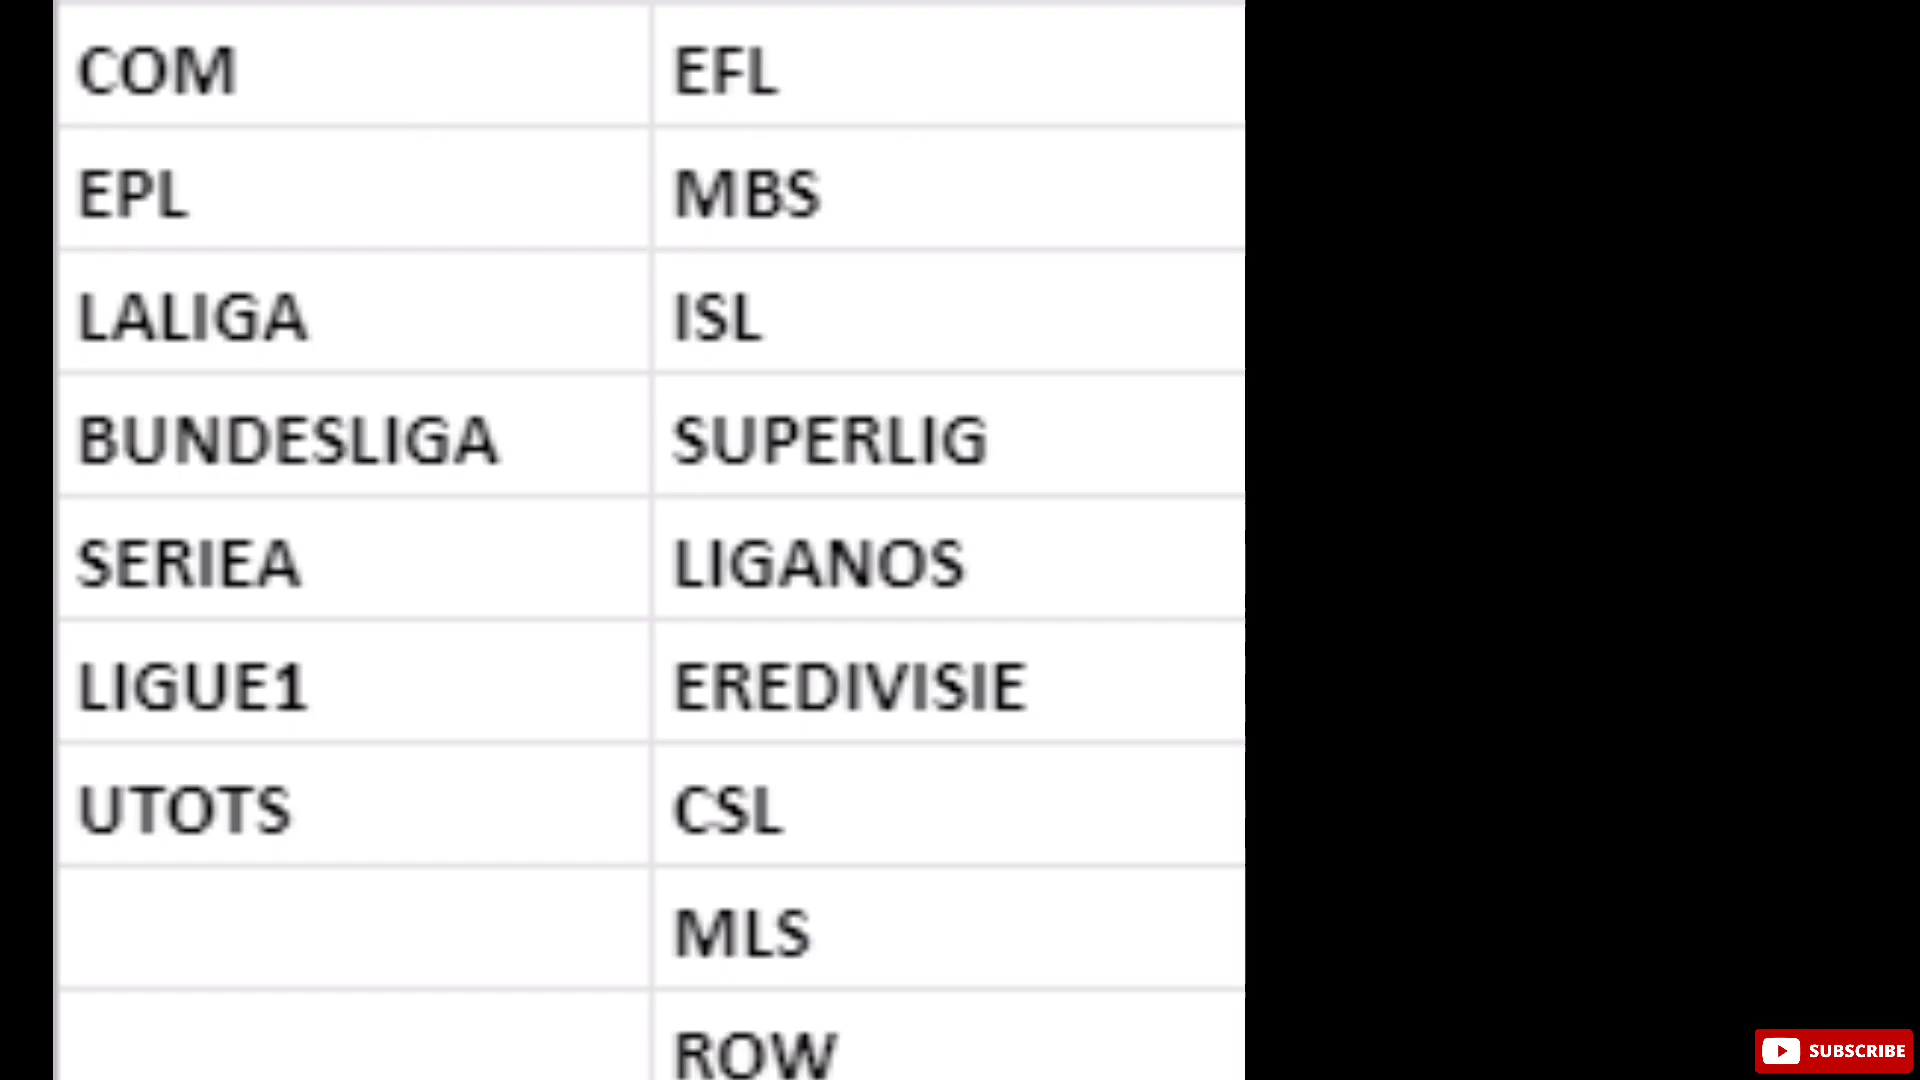 COM EFL
EPL MBS
LALIGA ISL
BUNDESLIGA SUPERLIG
SERIEA LIGANOS
LIGUE1 EREDIVISIE
UTOTS CSL
MLS
ROW
SUBSCRIBE